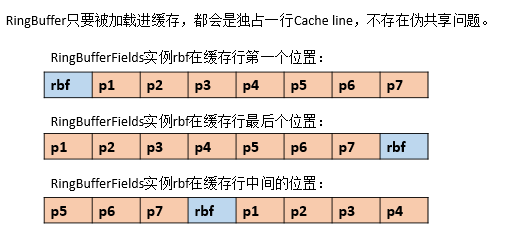 RingBuffer只要被加载进缓存，都会是独占一行Cache line，不存在伪共享问题。
RingBufferFields实例rbf在缓存行第一个位置：
rbf p1 p2 p3 p4 p5 p6 p7
RingBufferFields实例rbf在缓存行最后个位置：
p1 p2 p3 p4 p5 p6 p7 rbf
RingBufferFields实例rbf在缓存行中间的位置：
p5 p6 p7 rbf p1 p2 p3 p4